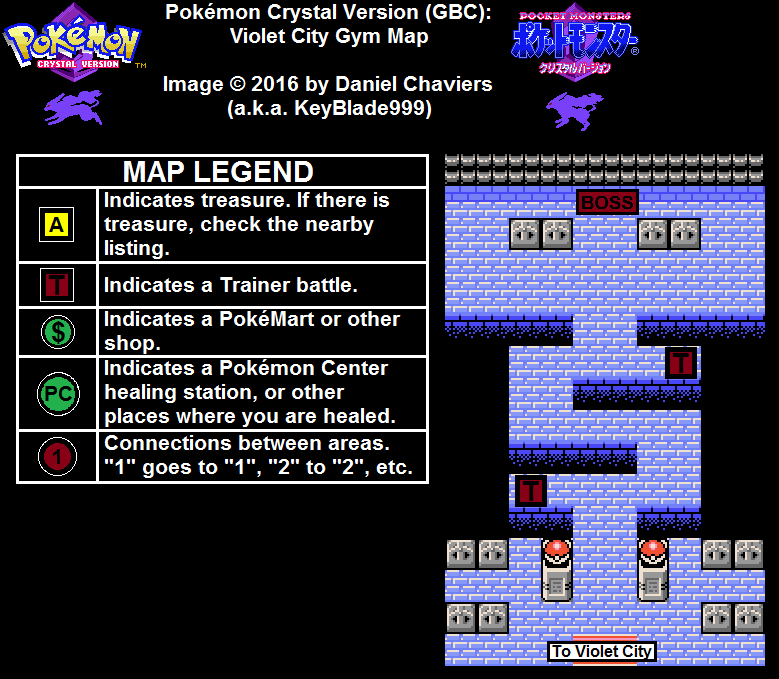 Pokémon Crystal Version (GBC):
Violet City Gym Map
Image © 2016 by Daniel Chaviers
(a.k.a. KeyBlade999)
POKéMON
CRYSTAL VERSION
TM
POCKET MONSTERS
ポケットモンスター
®
クリスタルバージョン
MAP LEGEND
A
Indicates treasure. If there is
treasure, check the nearby
listing.
T
Indicates a Trainer battle.
$
Indicates a PokéMart or other
shop.
PC
Indicates a Pokémon Center
healing station, or other
places where you are healed.
1
Connections between areas.
"1" goes to "1", "2" to "2", etc.
BOSS
T
T
To Violet City